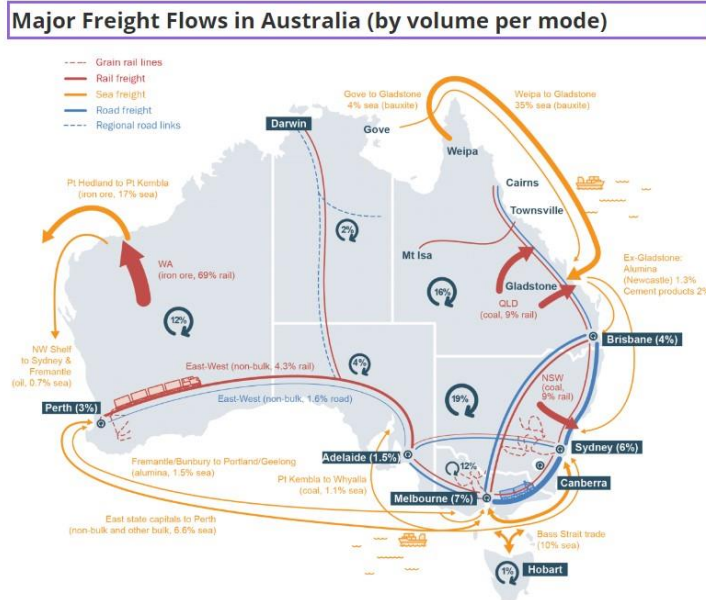 Major Freight Flows in Australia (by volume per mode)
Grain rail lines
Rail freight
Sea freight
Road freight
Regional road links
Darwin
Gove to Gladstone
4% sea (bauxite)
Gove
Weipa to Gladstone
35% sea (bauxite)
Weipa
Cairns
Townsville
Mt Isa
Pt Hedland to Pt Kembla
(iron ore, 17% sea)
WA
(iron ore, 69% rail)
12%
2%
16%
Gladstone
QLD
(coal, 9% rail)
Ex-Gladstone:
Alumina
(Newcastle) 1.3%
Cement products 2%
Brisbane (4%)
NW Shelf
to Sydney &
Fremantle
(oil, 0.7% sea)
East-West (non-bulk, 4.3% rail)
East-West (non-bulk, 1.6% road)
4%
19%
NSW
(coal,
9% rail)
Perth (3%)
Adelaide (1.5%)
Sydney (6%)
Fremantle/Bunbury to Portland/Geelong
(alumina, 1.5% sea)
Pt Kembla to Whyalla
(coal, 1.1% sea)
12%
Melbourne (7%)
Canberra
East state capitals to Perth
(non-bulk and other bulk, 6.6% sea)
Bass Strait trade
(10% sea)
1%
Hobart